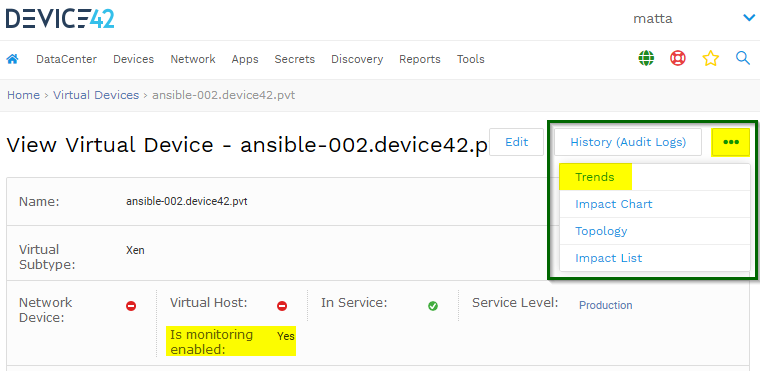 DEVICE42
matta
DataCenter Devices Network Apps Secrets Discovery Reports Tools
Home › Virtual Devices › ansible-002.device42.pvt
View Virtual Device - ansible-002.device42.p
Edit
History (Audit Logs)
•••
Trends
Impact Chart
Topology
Impact List
Name: ansible-002.device42.pvt
Virtual
Subtype:
Xen
Network
Device:
Virtual Host:
In Service:
Service Level: Production
Is monitoring
enabled:
Yes